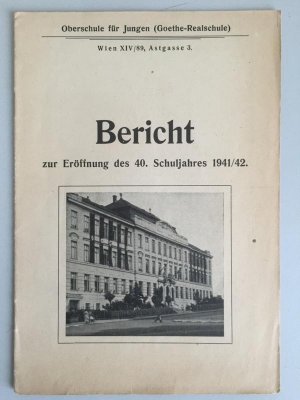 Oberschule für Jungen (Goethe-Realschule)
Wien XIV/89, Astgasse 3.
Bericht
zur Eröffnung des 40. Schuljahres 1941/42.